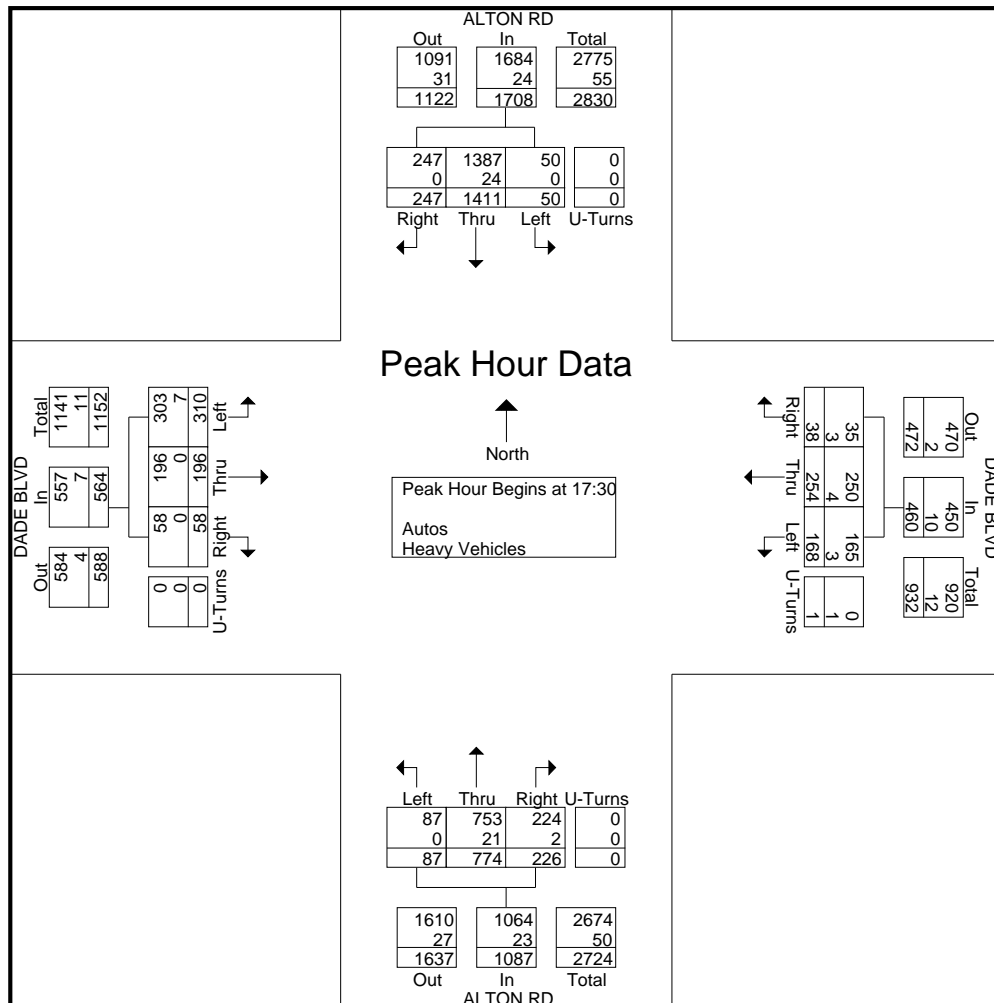 ALTON RD
Out In Total
1091 1684 2775
31 24 55
1122 1708 2830
247 1387 50 0
0 24 0 0
247 1411 50 0
Right Thru Left U-Turns
Peak Hour Data
North
Peak Hour Begins at 17:30
Autos
Heavy Vehicles
DADE BLVD
Out In Total
584 557 1141
4 7 11
588 564 1152
U-Turns Right Thru Left
0 58 196 303
0 0 0 7
0 58 196 310
DADE BLVD
Out In Total
470 450 920
2 10 12
472 460 932
35 250 165 0
3 4 3 1
38 254 168 1
Right Thru Left U-Turns
Left Thru Right U-Turns
87 753 224 0
0 21 2 0
87 774 226 0
1610 1064 2674
27 23 50
1637 1087 2724
Out In Total
ALTON RD